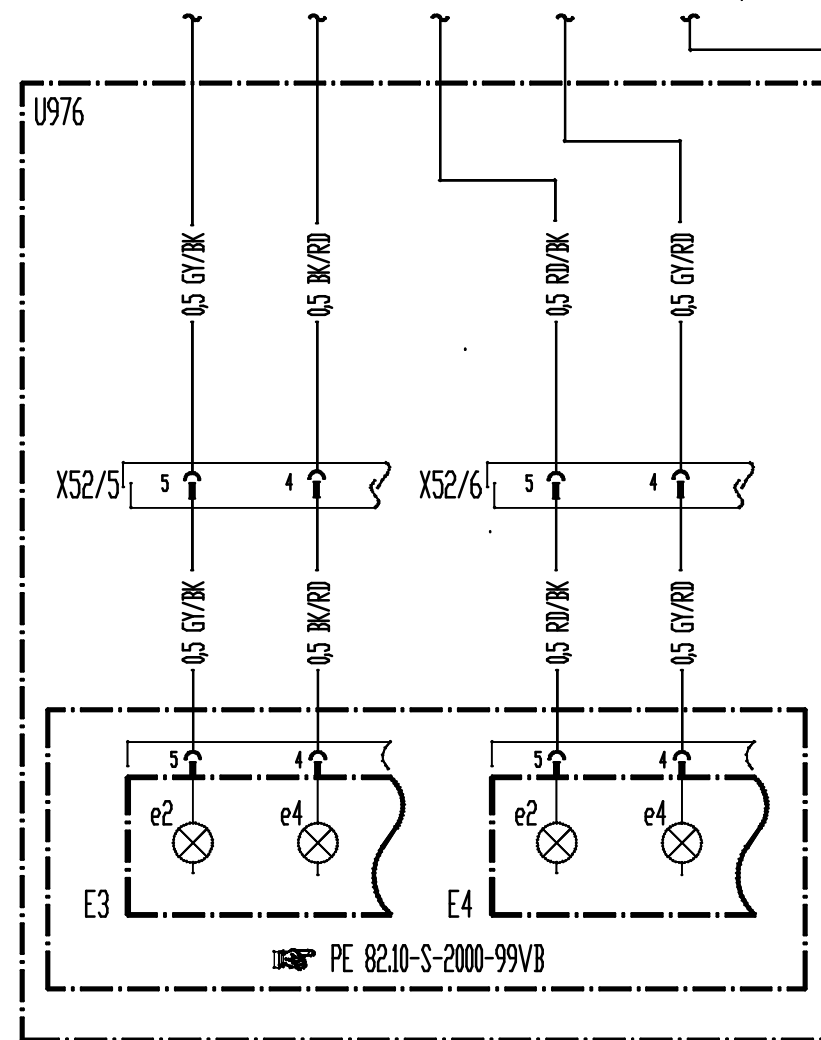 U976
0,5 GY/BK
0,5 BK/RD
0,5 RD/BK
0,5 GY/RD
X52/5
5
4
X52/6
5
4
0,5 GY/BK
0,5 BK/RD
0,5 RD/BK
0,5 GY/RD
5
4
5
4
e2
e4
e2
e4
E3
E4
PE 82.10-S-2000-99VB